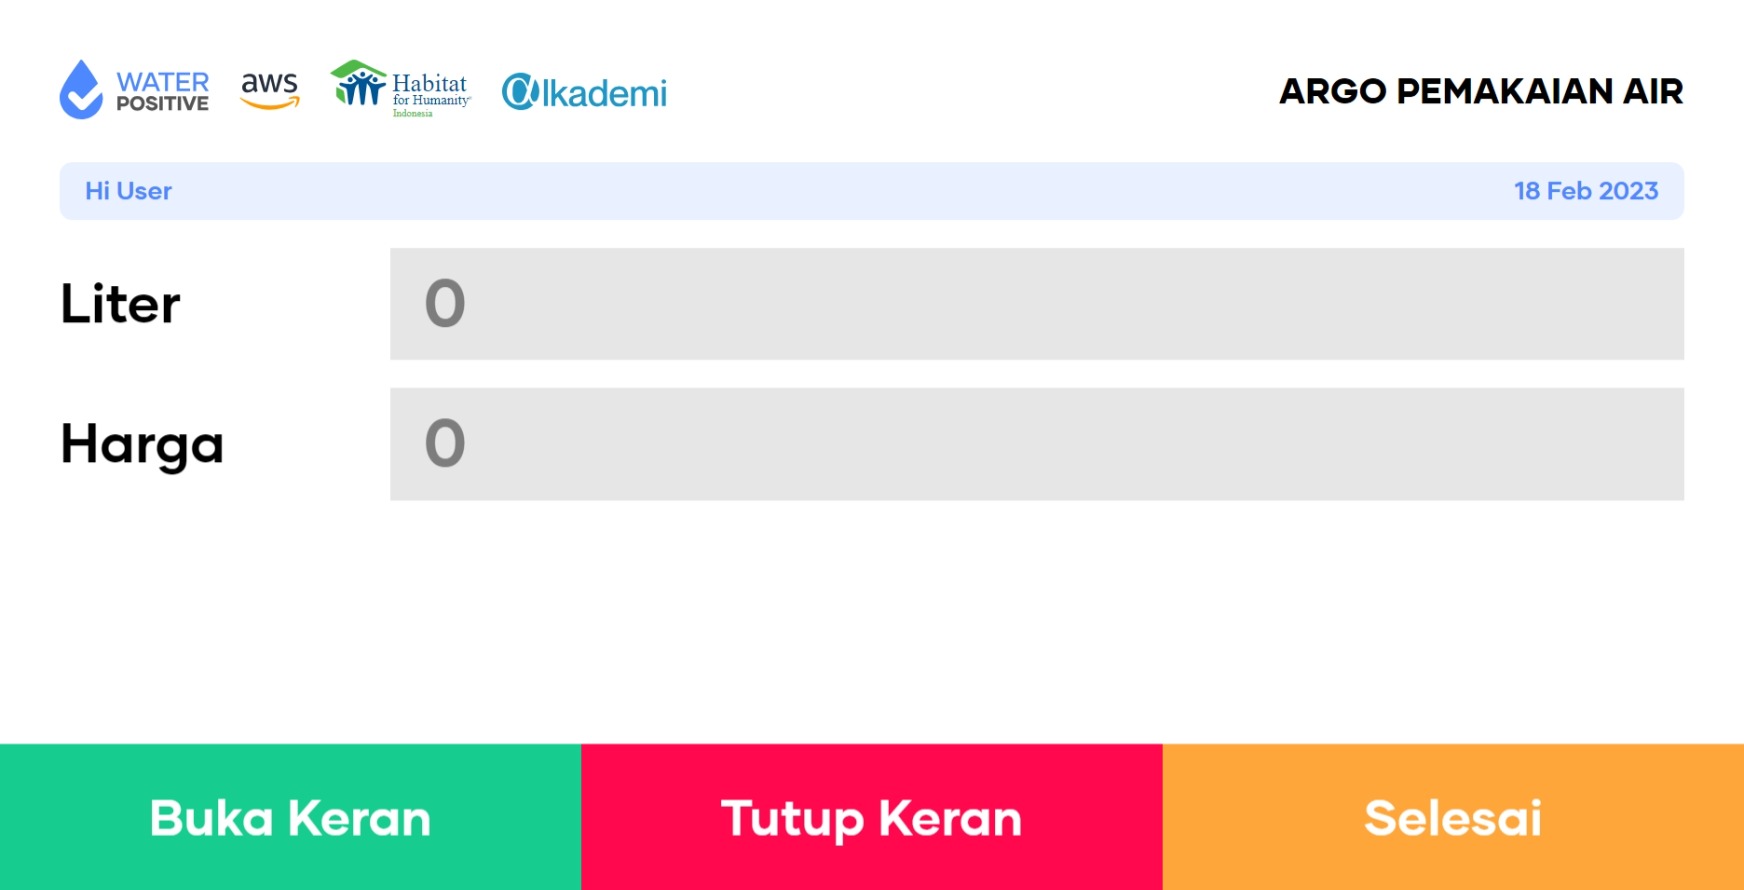 WATER
POSITIVE
aws
Habitat
for Humanity
Indonesia
Alkademi
ARGO PEMAKAIAN AIR
Hi User
18 Feb 2023
Liter
0
Harga
0
Buka Keran
Tutup Keran
Selesai